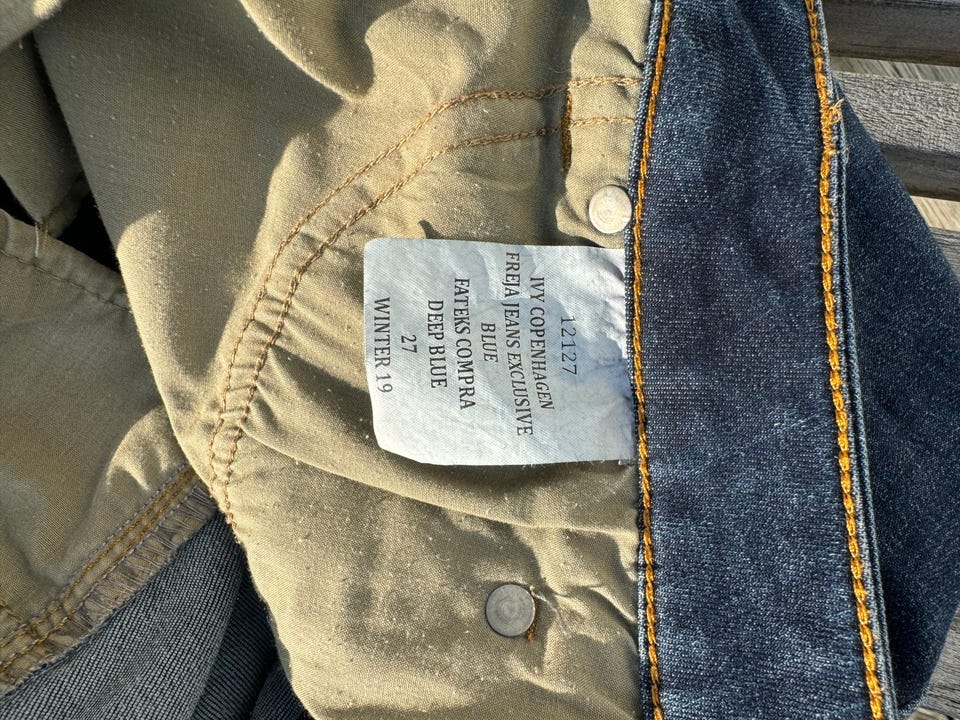 12127
IVY COPENHAGEN
FREJA JEANS EXCLUSIVE
BLUE
FATEKS COMPRA
DEEP BLUE
27
WINTER 19